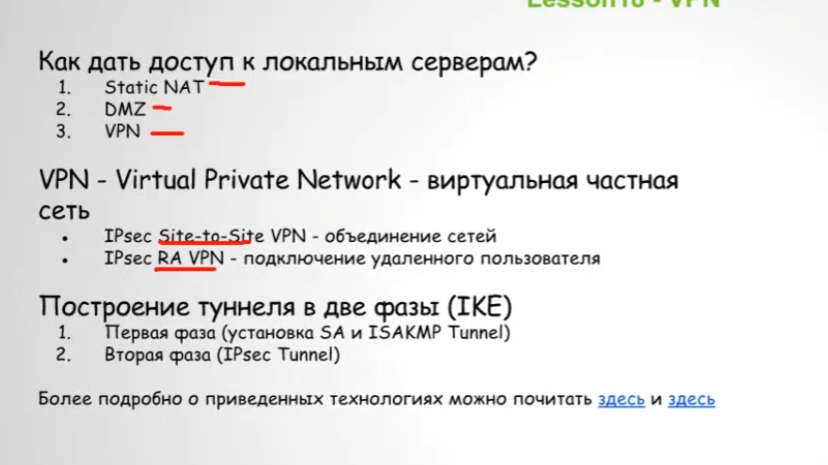 Lesson18 - VPN
Как дать доступ к локальным серверам?
1. Static NAT
2. DMZ
3. VPN
VPN - Virtual Private Network - виртуальная частная
сеть
• IPsec Site-to-Site VPN - объединение сетей
• IPsec RA VPN - подключение удаленного пользователя
Построение туннеля в две фазы (IKE)
1. Первая фаза (установка SA и ISAKMP Tunnel)
2. Вторая фаза (IPsec Tunnel)
Более подробно о приведенных технологиях можно почитать здесь и здесь